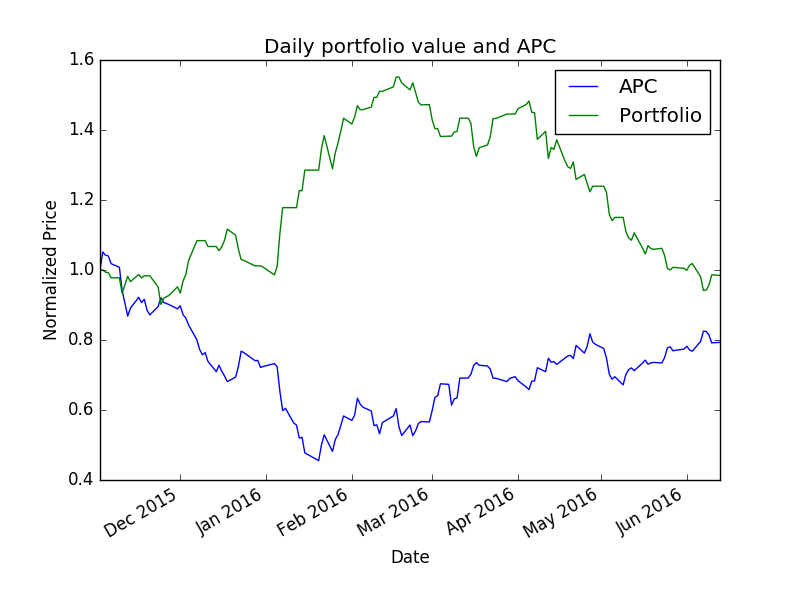 Daily portfolio value and APC
1.6
1.4
1.2
1.0
0.8
0.6
0.4
Normalized Price
APC
Portfolio
Dec 2015
Jan 2016
Feb 2016
Mar 2016
Apr 2016
May 2016
Jun 2016
Date